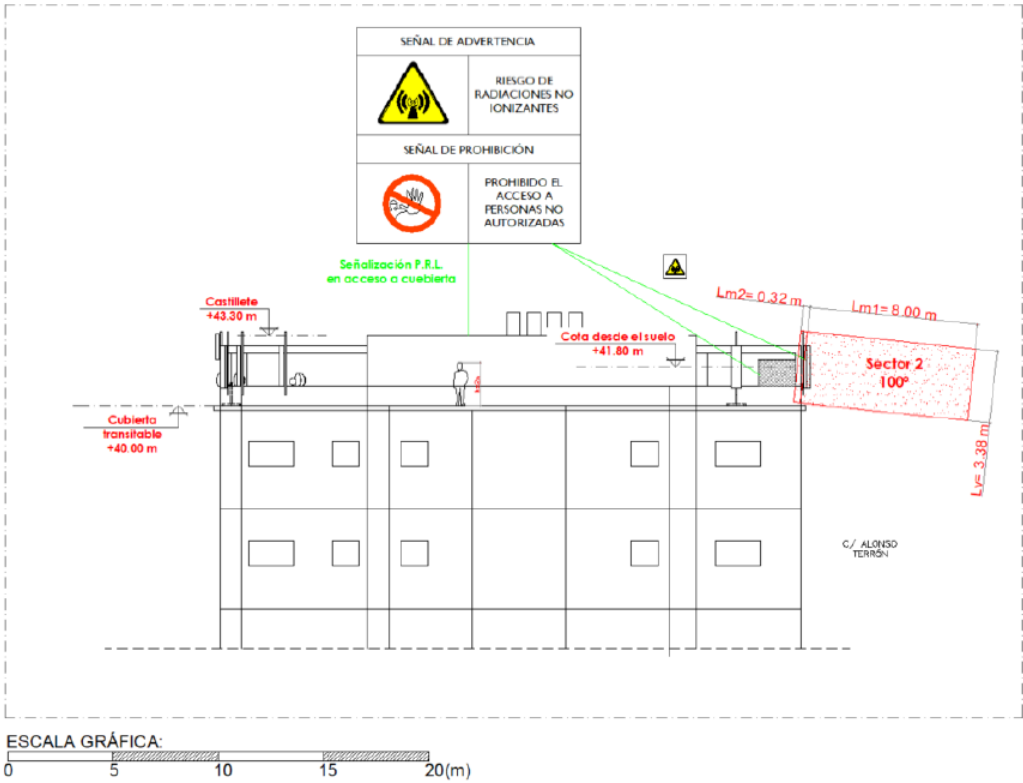 SEÑAL DE ADVERTENCIA
RIESGO DE
RADIACIONES NO
IONIZANTES
SEÑAL DE PROHIBICIÓN
PROHIBIDO EL
ACCESO A
PERSONAS NO
AUTORIZADAS
Señalización P.R.L.
en acceso a cuebierta
Castillete
+43.30 m
Cota desde el suelo
+41.80 m
Lm2= 0.32 m
Lm1= 8.00 m
Sector 2
100º
Lv= 3.38 m
Cubierta
transitable
+40.00 m
C/ ALONSO
TERRÓN
ESCALA GRÁFICA:
0 5 10 15 20(m)